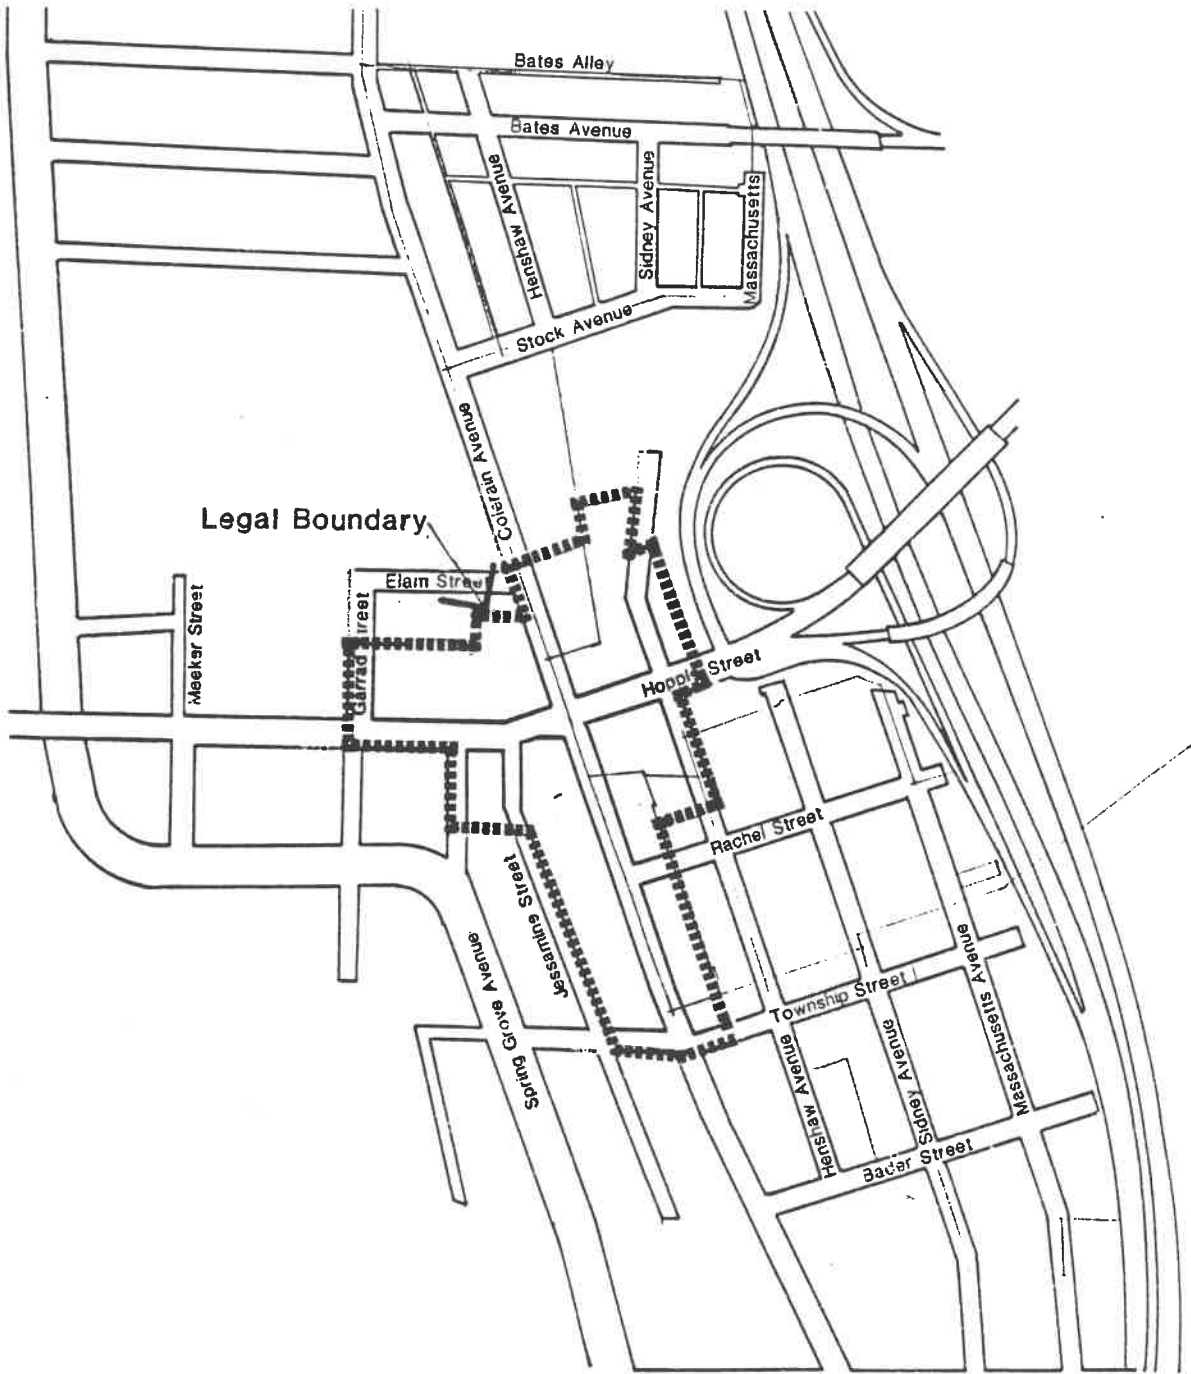 Bates Alley
Bates Avenue
Henshaw Avenue
Sidney Avenue
Massachusetts
Stock Avenue
Colerain Avenue
Legal Boundary
Elam Street
Meeker Street
Garrad Street
Hopple Street
Rachel Street
Jessamine Street
Spring Grove Avenue
Township Street
Massachusetts Avenue
Henshaw Avenue
Sidney Avenue
Bader Street